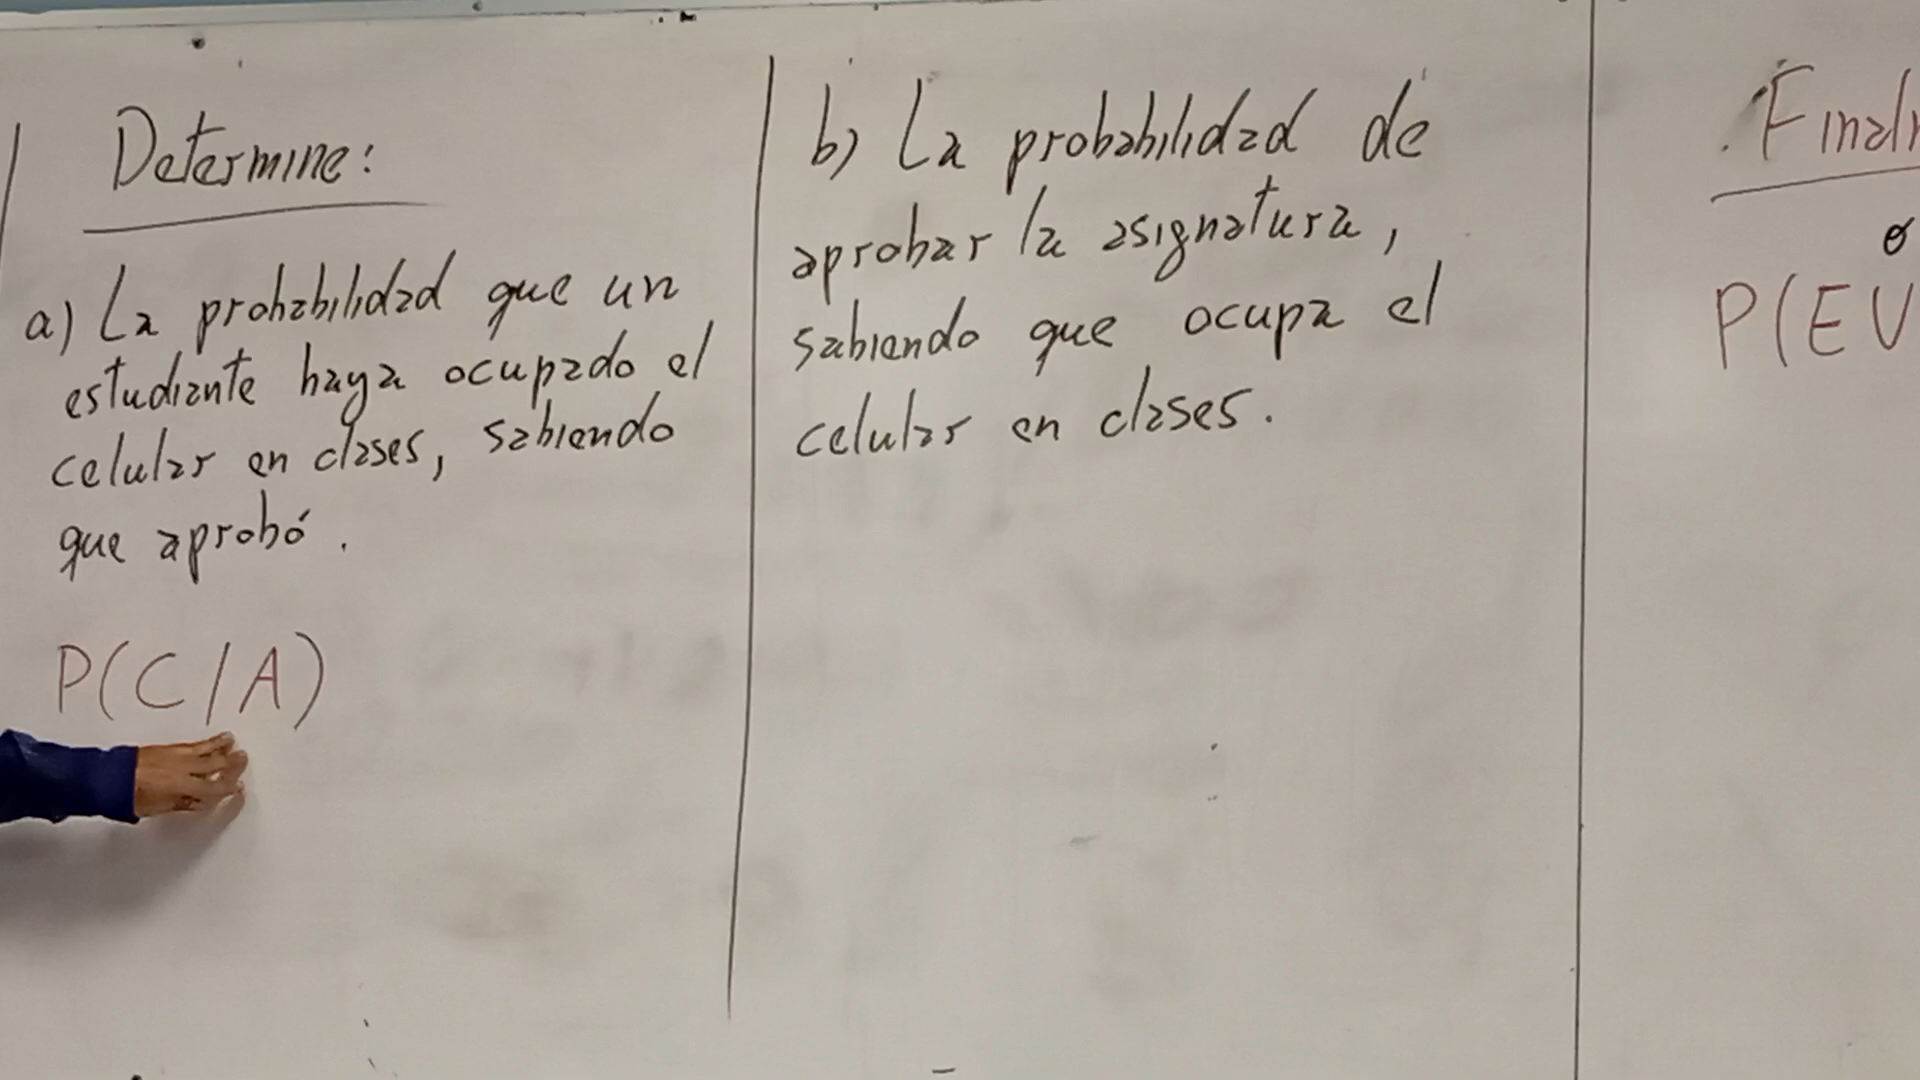 Determine:
a) La probabilidad que un
estudiante haya ocupado el
celular en clases, sabiendo
que aprobó.
P(C/A)
b) La probabilidad de
aprobar la asignatura,
sabiendo que ocupa el
celular en clases.
P(E